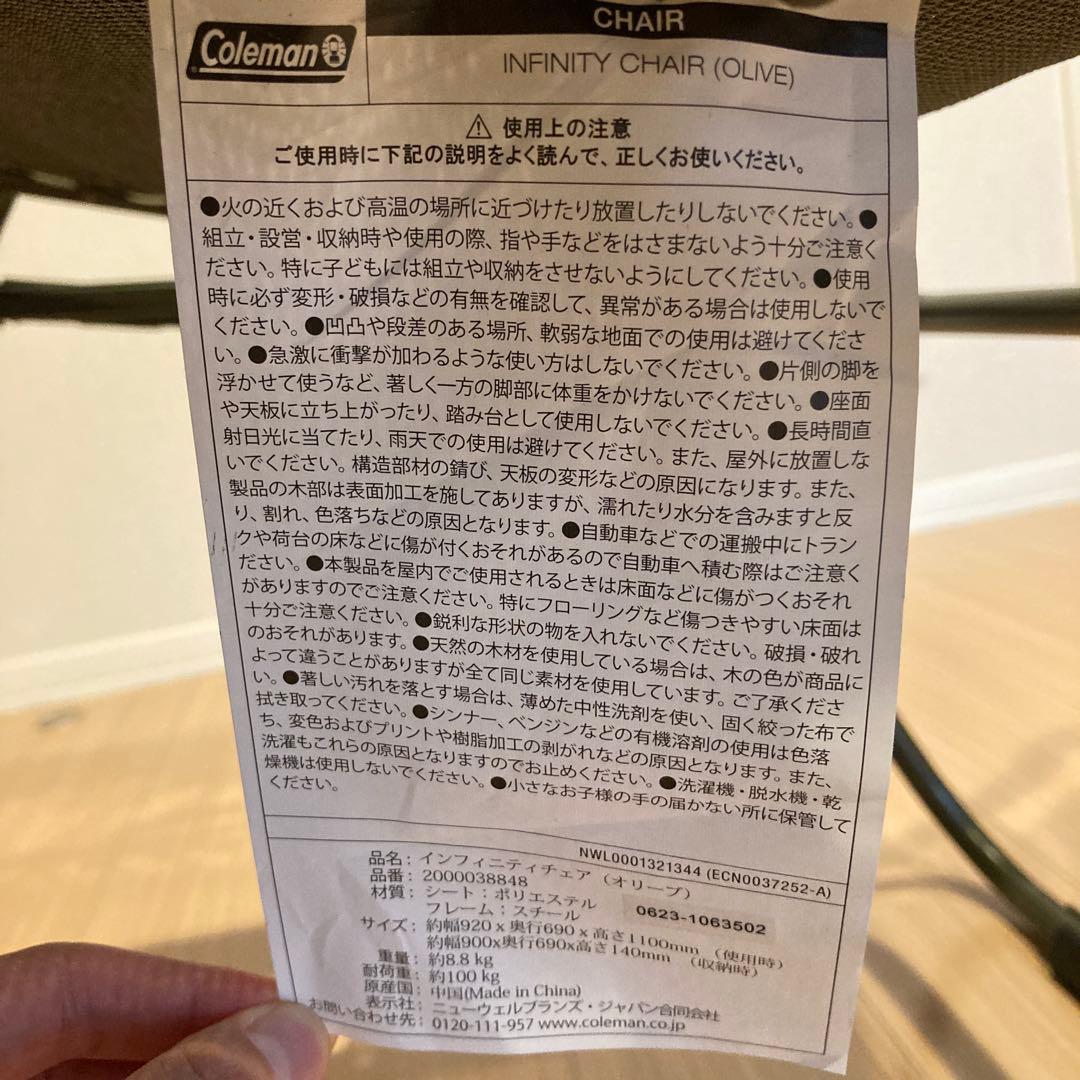 CHAIR
Coleman
INFINITY CHAIR (OLIVE)
⚠ 使用上の注意
ご使用時に下記の説明をよく読んで、正しくお使いください。
●火の近くおよび高温の場所に近づけたり放置したりしないでください。●
組立・設営・収納時や使用の際、指や手などをはさまないよう十分ご注意く
ださい。特に子どもには組立や収納をさせないようにしてください。●使用
時に必ず変形・破損などの有無を確認して、異常がある場合は使用しないで
ください。●凹凸や段差のある場所、軟弱な地面での使用は避けてくださ
い。●急激に衝撃が加わるような使い方はしないでください。●片側の脚を
浮かせて使うなど、著しく一方の脚部に体重をかけないでください。●座面
や天板に立ち上がったり、踏み台として使用しないでください。●長時間直
射日光に当てたり、雨天での使用は避けてください。また、屋外に放置しな
いでください。構造部材の錆び、天板の変形などの原因になります。また、
製品の木部は表面加工を施してありますが、濡れたり水分を含みますと反
り、割れ、色落ちなどの原因となります。●自動車などでの運搬中にトラン
クや荷台の床などに傷が付くおそれがあるので自動車へ積む際はご注意く
ださい。●本製品を屋内でご使用されるときは床面などに傷がつくおそれ
がありますのでご注意ください。特にフローリングなど傷つきやすい床面は
十分ご注意ください。●鋭利な形状の物を入れないでください。破損・破れ
のおそれがあります。●天然の木材を使用している場合は、木の色が商品に
よって違うことがありますが全て同じ素材を使用しています。ご了承くださ
い。●著しい汚れを落とす場合は、薄めた中性洗剤を使い、固く絞った布で
拭き取ってください。●シンナー、ベンジンなどの有機溶剤の使用は色落
ち、変色およびプリントや樹脂加工の剥がれなどの原因となります。また、
洗濯もこれらの原因となりますのでお止めください。●洗濯機・脱水機・乾
燥機は使用しないでください。●小さなお子様の手の届かない所に保管して
ください。
NWL0001321344 (ECN0037252-A)
品名：インフィニティチェア（オリーブ）
品番：2000038848
材質：シート：ポリエステル
フレーム：スチール
0623-1063502
サイズ：約幅920 x 奥行690 x 高さ1100mm （使用時）
約幅900x奥行690x高さ140mm （収納時）
重量：約8.8 kg
耐荷重：約100 kg
原産国：中国(Made in China)
表示社：ニューウェルブランズ・ジャパン合同会社
お問い合わせ先：0120-111-957 www.coleman.co.jp